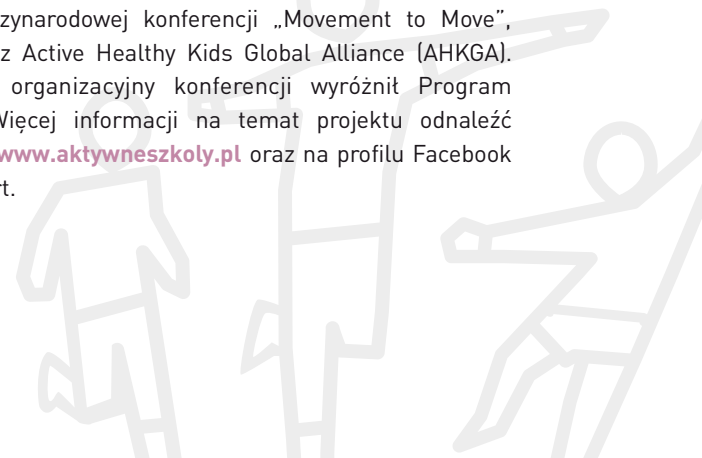 zynarodowej konferencji „Movement to Move”,
z Active Healthy Kids Global Alliance (AHKGA).
organizacyjny konferencji wyróżnił Program
Więcej informacji na temat projektu odnaleźć
www.aktywneszkoly.pl oraz na profilu Facebook
rt.